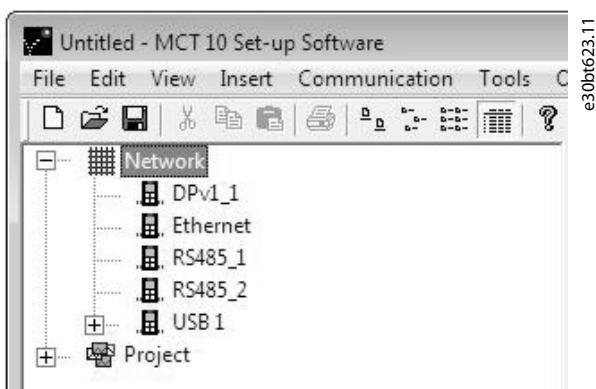 Untitled - MCT 10 Set-up Software
File Edit View Insert Communication Tools
Network
DPv1_1
Ethernet
RS485_1
RS485_2
USB 1
Project
e30bt623.11